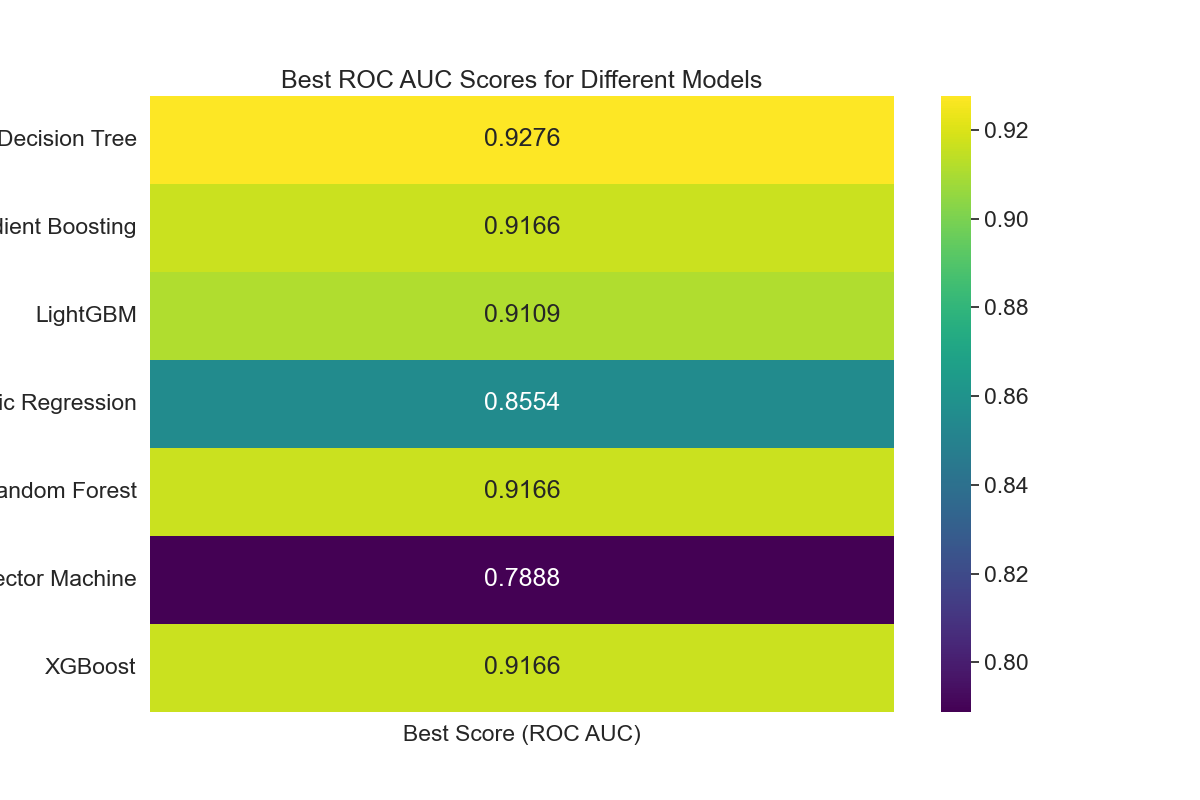 Best ROC AUC Scores for Different Models
Decision Tree
0.9276
0.92
dient Boosting
0.9166
0.90
LightGBM
0.9109
0.88
ic Regression
0.8554
0.86
andom Forest
0.9166
0.84
ector Machine
0.7888
0.82
XGBoost
0.9166
0.80
Best Score (ROC AUC)